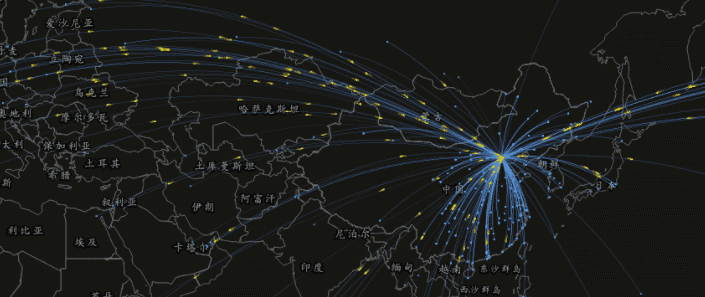 爱沙尼亚
立陶宛
国
乌克兰
奥地利
摩尔多瓦
哈萨克斯坦
蒙古
大利
保加利亚
土耳其
土库曼斯坦
朝鲜
希腊
斯
中国
日本
叙利亚
伊朗
阿富汗
利比亚
埃及
卡塔尔
尼泊尔
印度
缅甸
越南
东沙群岛
西沙群岛